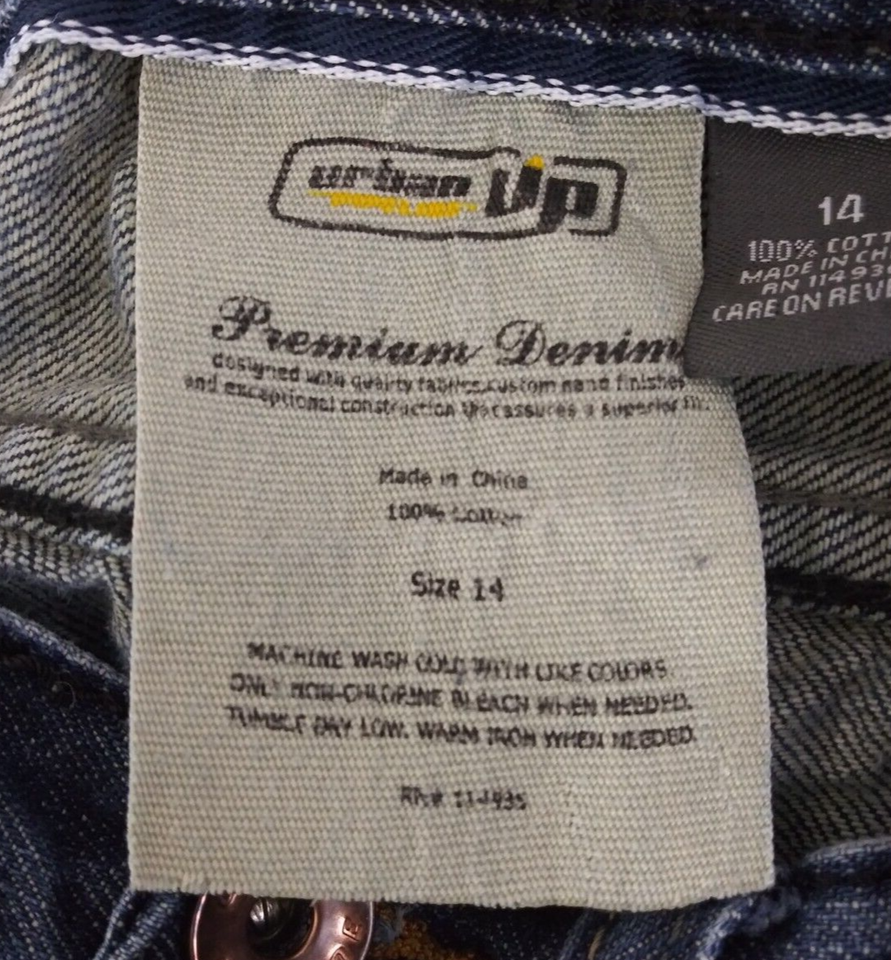 urban
PIPELINE
Up
Premium Denim
designed with quality fabrics, custom hand finishes
and exceptional construction that assures a superior fit.
Made in China
100% Cotton
Size 14
MACHINE WASH COLD WITH LIKE COLORS.
ONLY NON-CHLORINE BLEACH WHEN NEEDED.
TUMBLE DRY LOW. WARM IRON WHEN NEEDED.
RN# 114935
14
100% COTT
MADE IN CH
RN 11493
CARE ON REVE